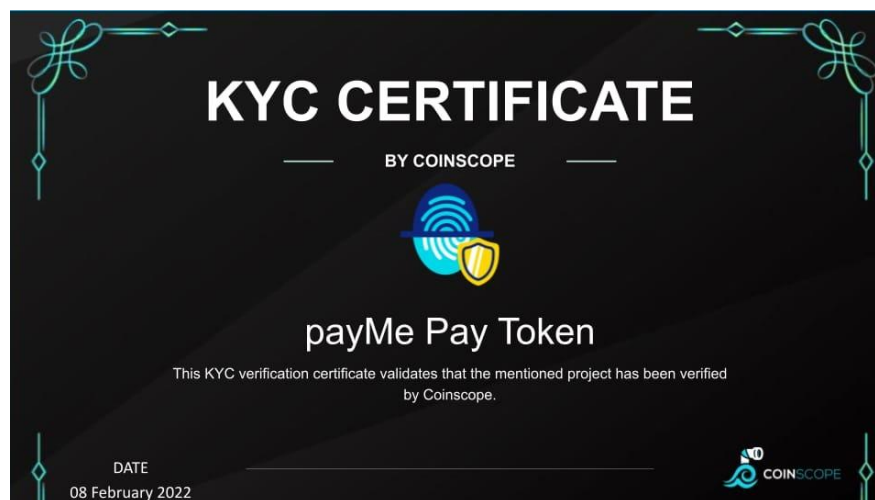 KYC CERTIFICATE
BY COINSCOPE
payMe Pay Token
This KYC verification certificate validates that the mentioned project has been verified
by Coinscope.
DATE
08 February 2022
COINSCOPE